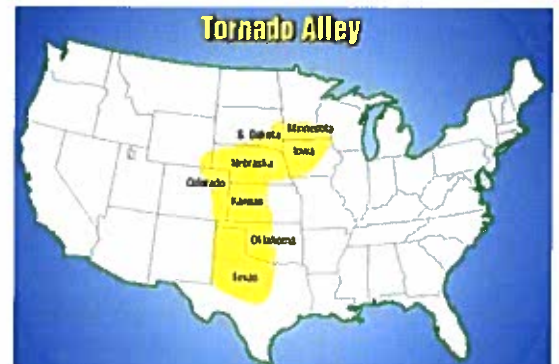 Tornado Alley
Minnesota
S. Dakota
Iowa
Nebraska
Colorado
Kansas
Oklahoma
Texas